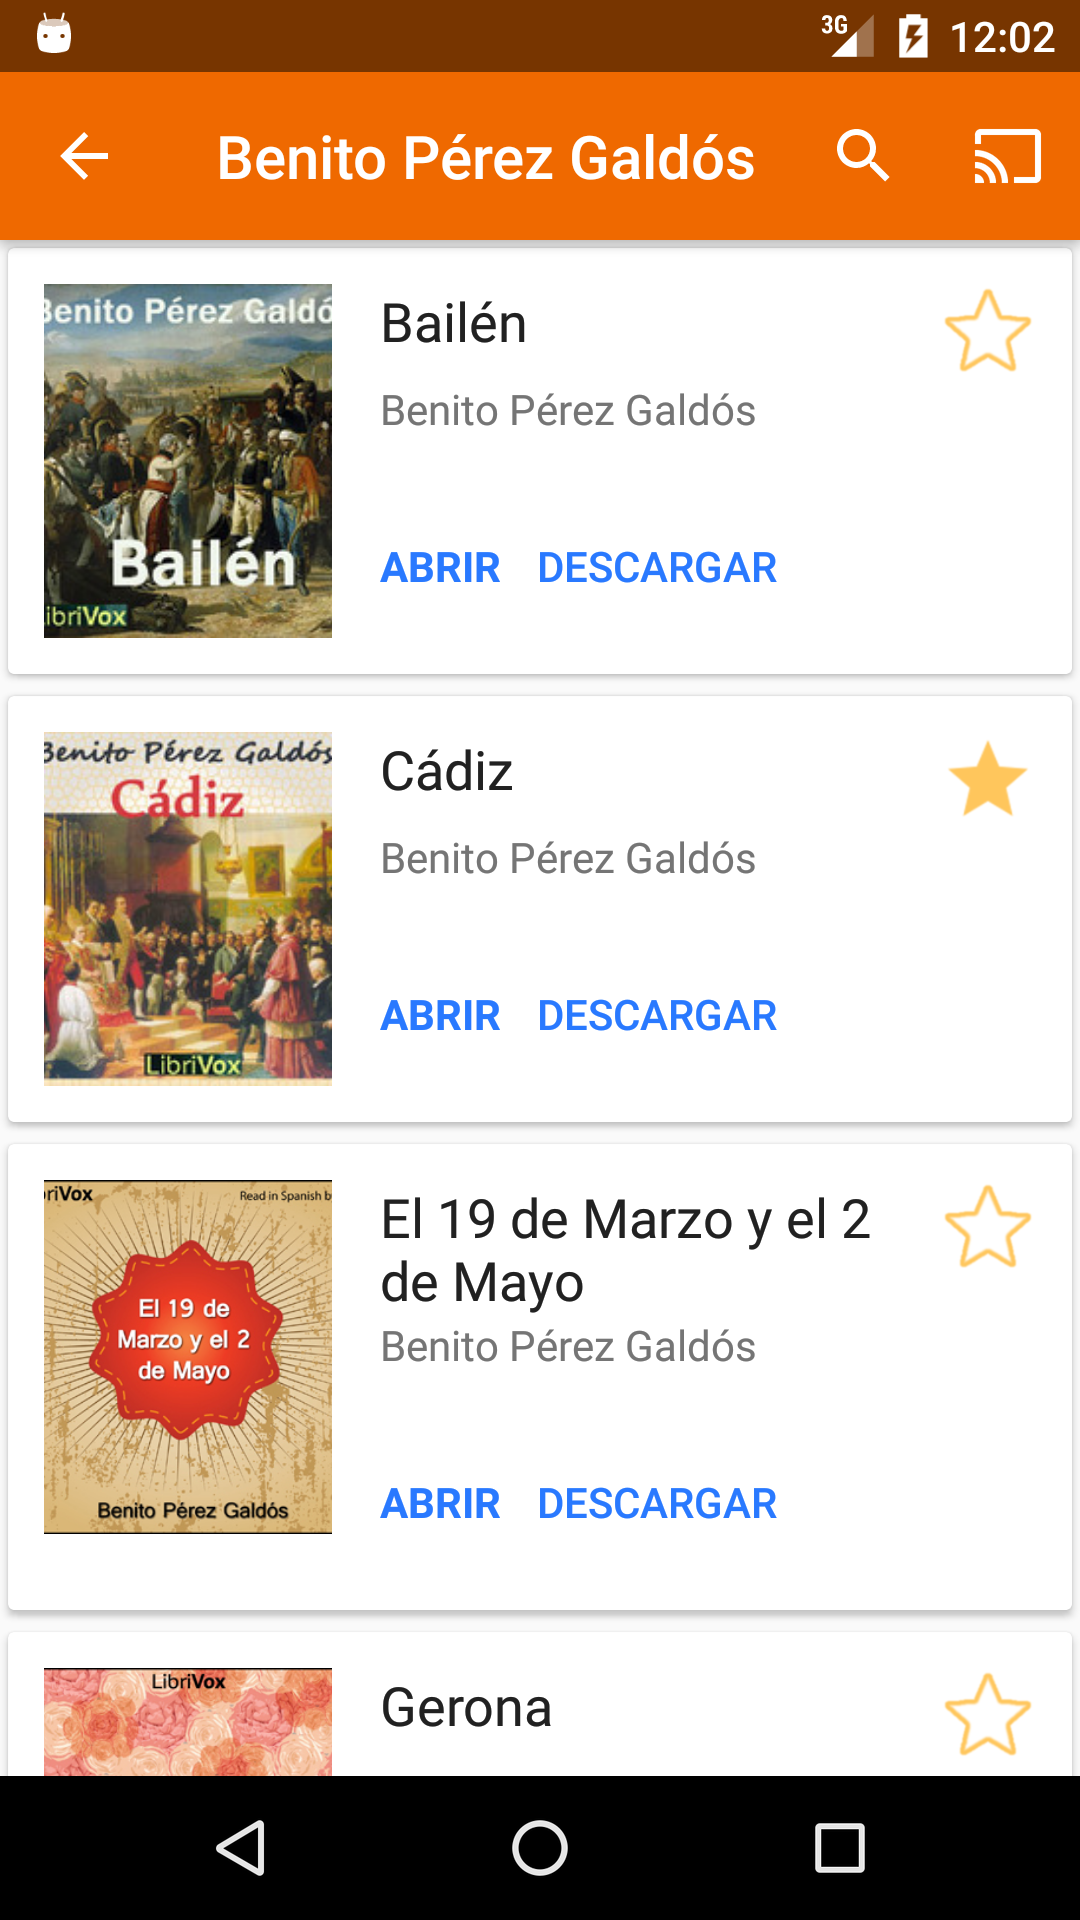 3G
12:02
Benito Pérez Galdós
Benito Pérez Galdó
Bailén
ibriVox
Bailén
Benito Pérez Galdós
ABRIR DESCARGAR
Benito Pérez Galdós
Cádiz
LibriVox
Cádiz
Benito Pérez Galdós
ABRIR DESCARGAR
riVox
Read in Spanish b
El 19 de
Marzo y el 2
de Mayo
Benito Pérez Galdós
El 19 de Marzo y el 2
de Mayo
Benito Pérez Galdós
ABRIR DESCARGAR
LibriVox
Gerona